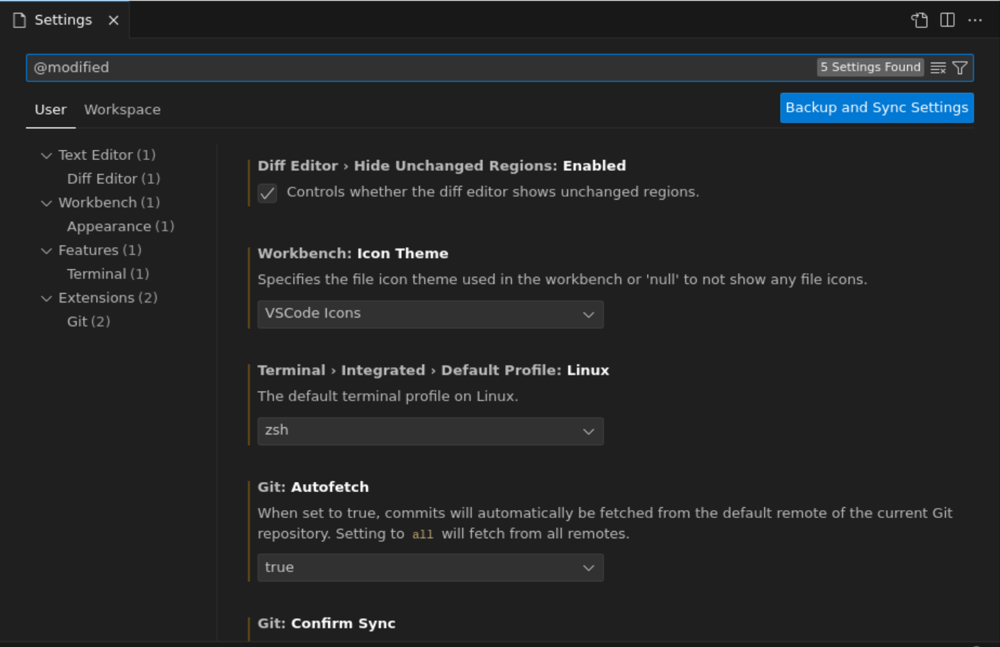 Settings
@modified
5 Settings Found
User
Workspace
Backup and Sync Settings
Text Editor (1)
Diff Editor (1)
Workbench (1)
Appearance (1)
Features (1)
Terminal (1)
Extensions (2)
Git (2)
Diff Editor › Hide Unchanged Regions: Enabled
Controls whether the diff editor shows unchanged regions.
Workbench: Icon Theme
Specifies the file icon theme used in the workbench or 'null' to not show any file icons.
VSCode Icons
Terminal › Integrated › Default Profile: Linux
The default terminal profile on Linux.
zsh
Git: Autofetch
When set to true, commits will automatically be fetched from the default remote of the current Git
repository. Setting to all will fetch from all remotes.
true
Git: Confirm Sync